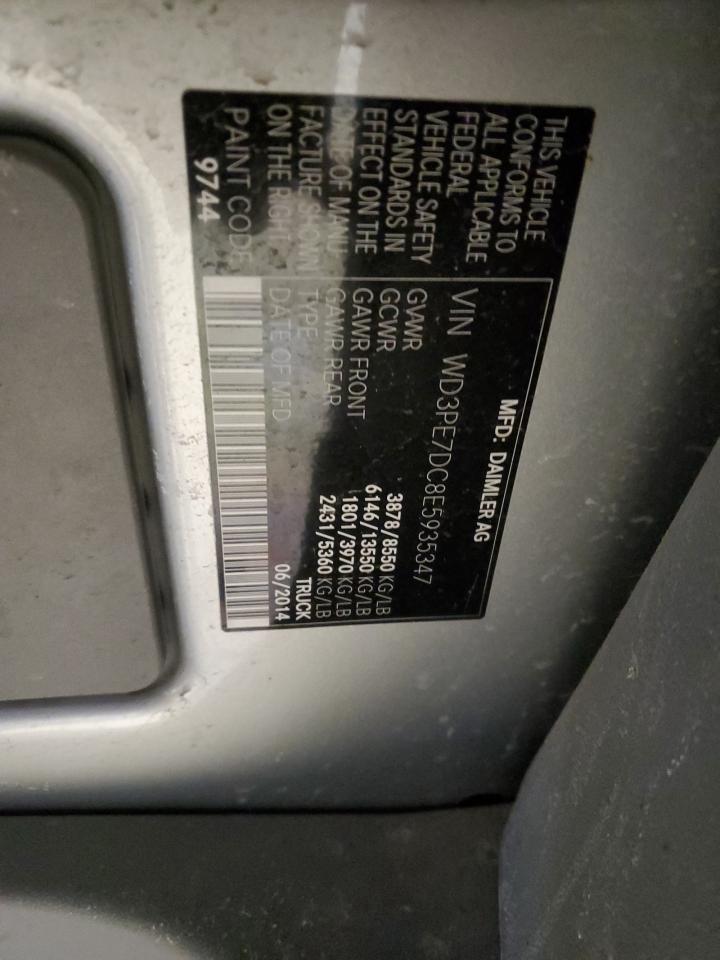 MFD: DAIMLER AG
VIN WD3PE7DC8E5935347
GVWR 3878/8550 KG/LB
GCWR 6146/13550 KG/LB
GAWR FRONT 1801/3970 KG/LB
GAWR REAR 2431/5360 KG/LB
TYPE TRUCK
DATE OF MFD 06/2014
THIS VEHICLE
CONFORMS TO
ALL APPLICABLE
FEDERAL
VEHICLE SAFETY
STANDARDS IN
EFFECT ON THE
DATE OF MANU
FACTURE SHOWN
ON THE RIGHT
PAINT CODE
9744